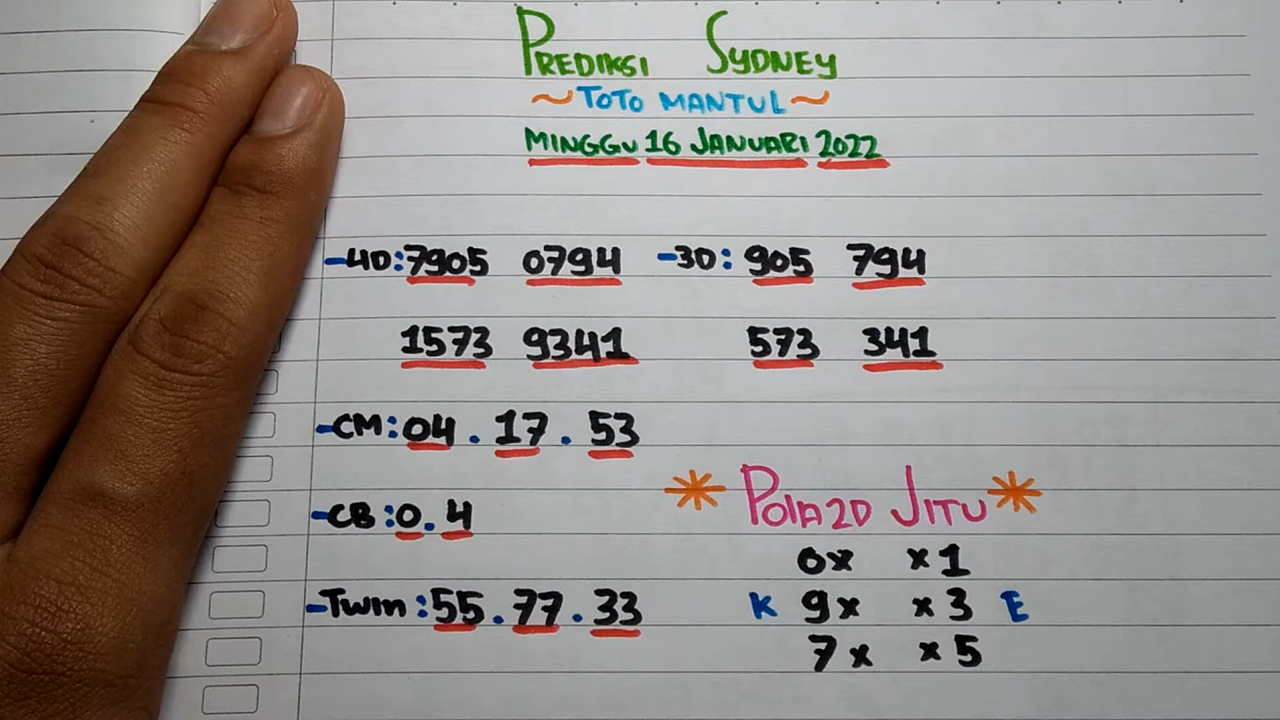 PREDIKSI SYDNEY
~TOTO MANTUL~
MINGGU 16 JANUARI 2022
-4D:7905 0794 -3D: 905 794
1573 9341 573 341
-CM:04.17.53
-CB:0.4
* POlA2D JITU *
0x x1
-Twin:55.77.33
K 9x x3 E
7x x5